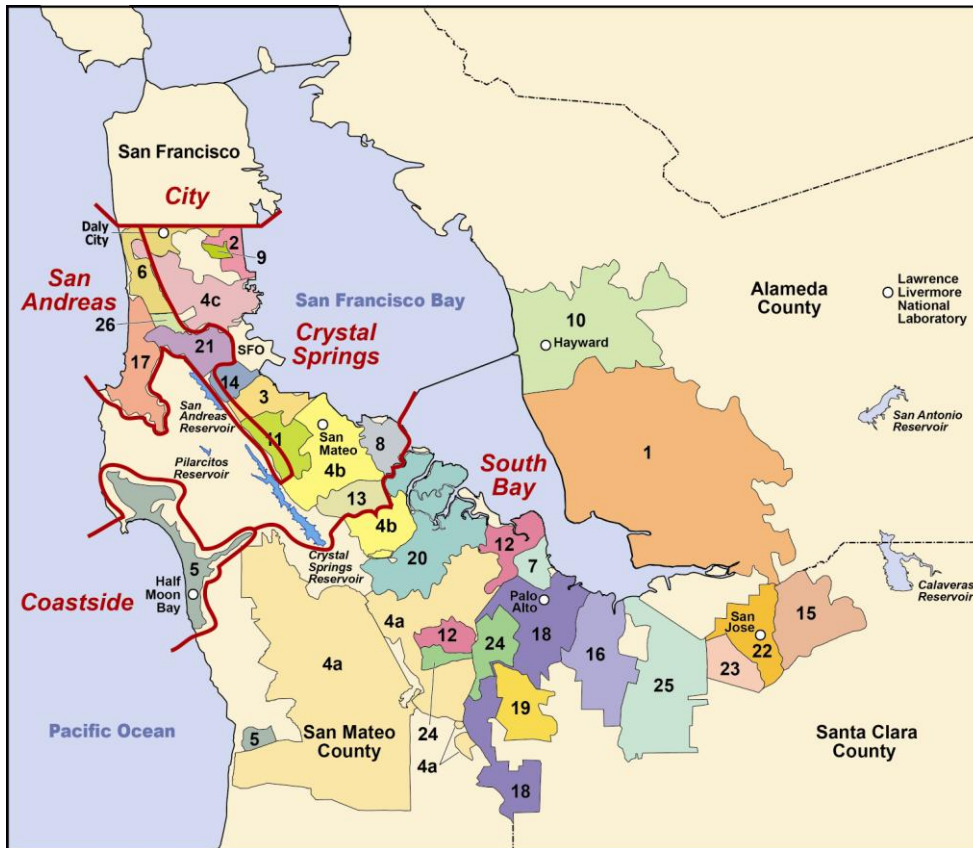 San Francisco
City
Daly
City
2
9
San
Andreas
6
4c
San Francisco Bay
Alameda
County
Lawrence
Livermore
National
Laboratory
26
10
Hayward
Crystal
Springs
21
SFO
17
14
3
San
Andreas
Reservoir
11
San
Mateo
8
San Antonio
Reservoir
1
Pilarcitos
Reservoir
4b
South
Bay
13
4b
12
20
Crystal
Springs
Reservoir
7
5
Half
Moon
Bay
Coastside
Palo
Alto
Calaveras
Reservoir
15
San
Jose
4a
12
24
18
16
22
23
4a
25
19
5
Pacific Ocean
San Mateo
County
24
4a
Santa Clara
County
18